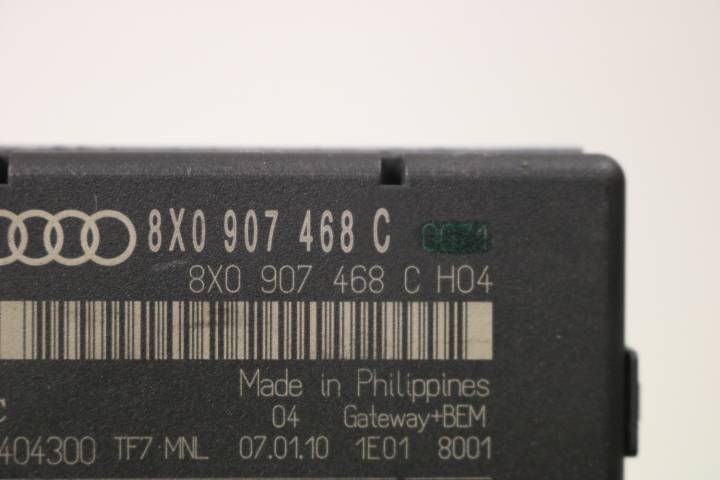 8X0 907 468 C
8X0 907 468 C H04
Made in Philippines
04 Gateway+BEM
404300 TF7 MNL 07.01.10 1E01 8001